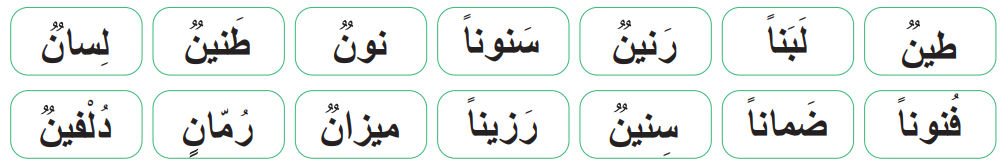 طينٌ لَبَناً رَنينٌ سَنوناً نونٌ طَنينٌ لِسانٌ
فُنوناً ضَماناً سِنينٌ رَزيناً ميزانٌ رُمّانٍ دُلْفينٌ